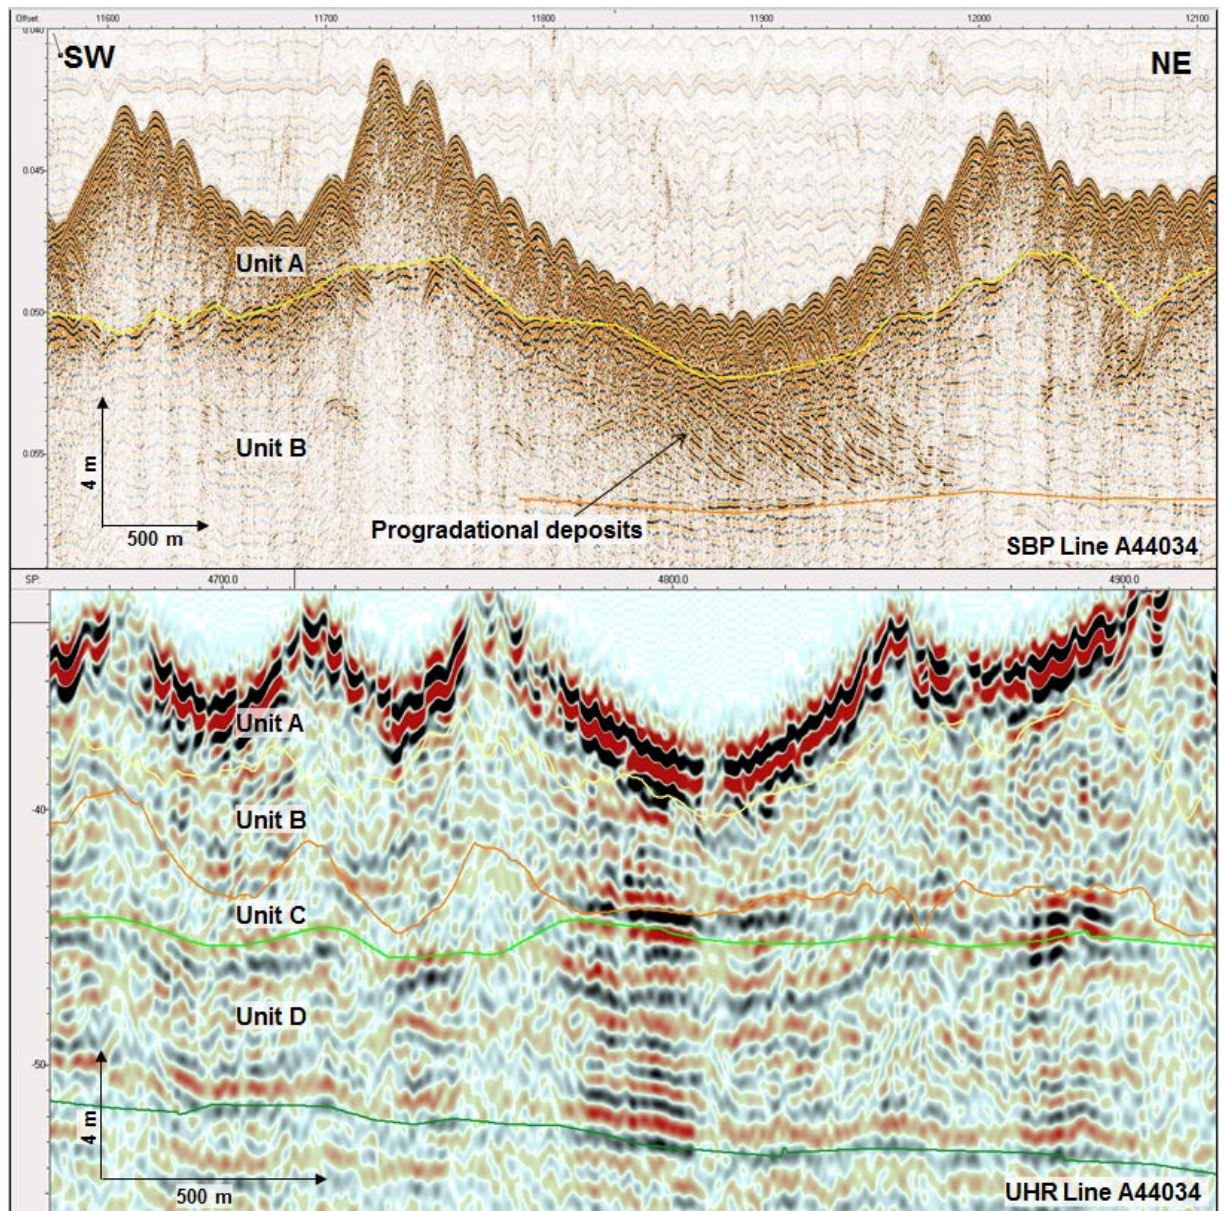 Offset: 11600 11700 11800 11900 12000 12100
0.040
SW NE
0.045
Unit A
0.050
Unit B
0.055
4 m
500 m
Progradational deposits
SBP Line A44034
SP: 4700.0 4800.0 4900.0
Unit A
-40
Unit B
Unit C
Unit D
-50
4 m
500 m
UHR Line A44034